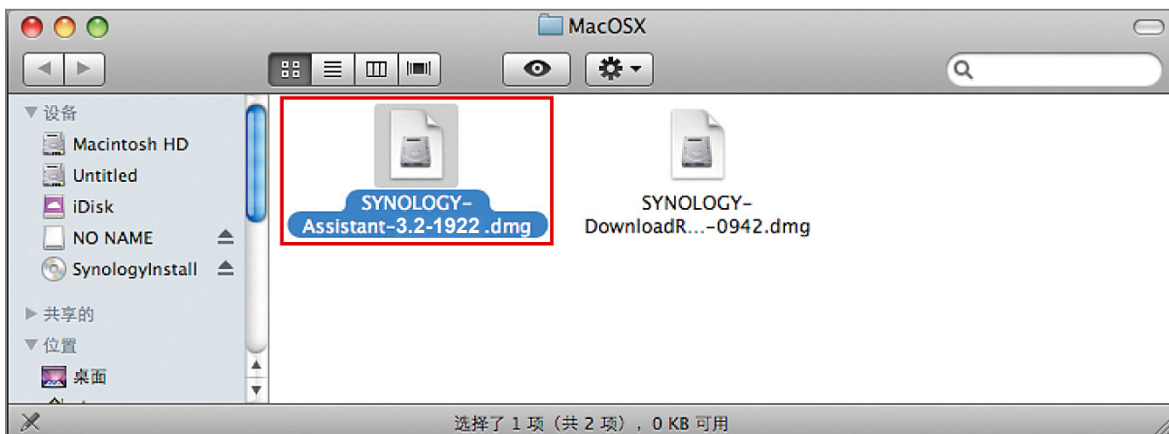 MacOSX
设备
Macintosh HD
Untitled
iDisk
NO NAME
SynologyInstall
共享的
位置
桌面
SYNOLOGY-
Assistant-3.2-1922.dmg
SYNOLOGY-
DownloadR...-0942.dmg
选择了 1 项（共 2 项）, 0 KB 可用